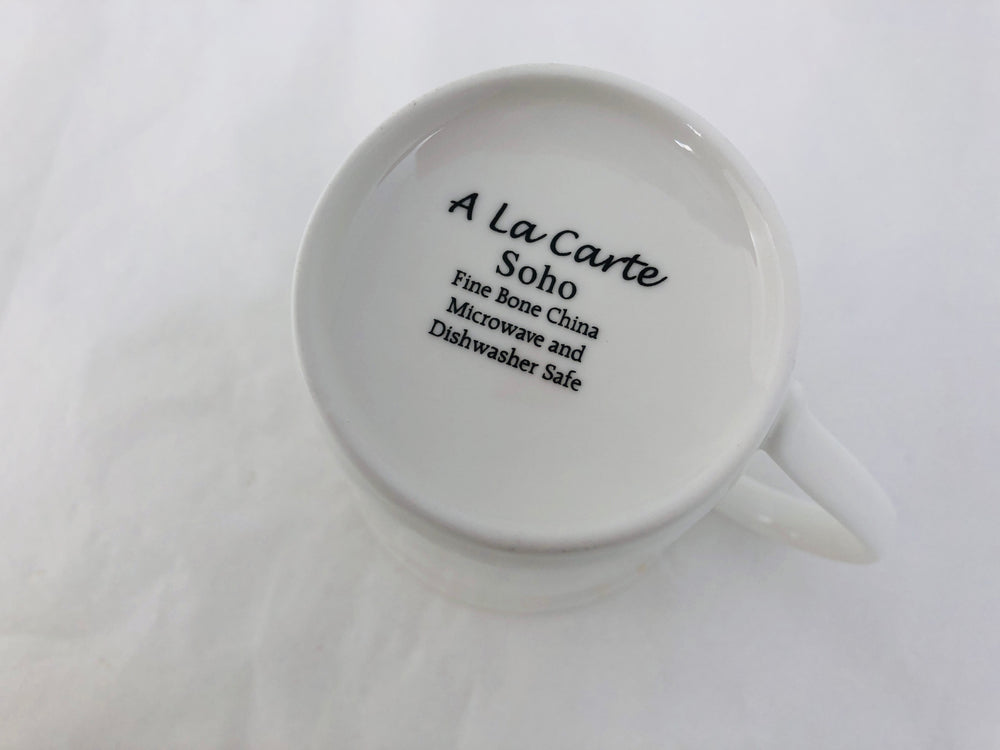 A La Carte
Soho
Fine Bone China
Microwave and
Dishwasher Safe